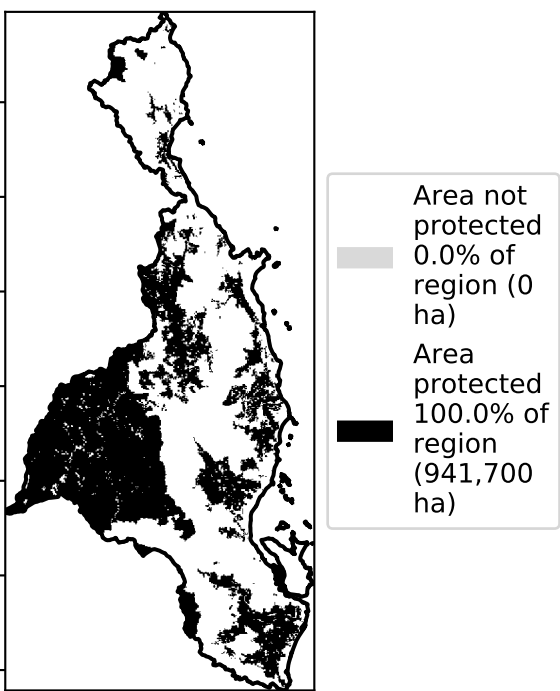 Area not
protected
0.0% of
region (0
ha)
Area
protected
100.0% of
region
(941,700
ha)